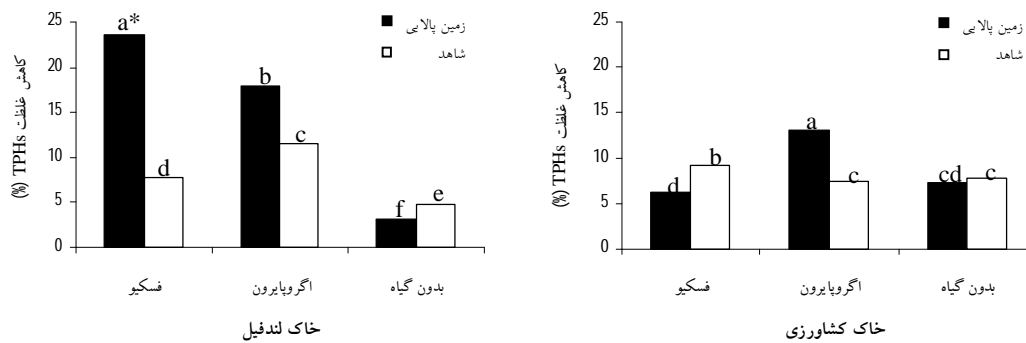 زمین پالایی
شاهد
کاهش غلظت TPHs (%)
25
20
15
10
5
0
a*
d
b
c
f
e
فسکیو
اگروپایرون
بدون گیاه
خاک لندفیل
زمین پالایی
شاهد
کاهش غلظت TPHs (%)
25
20
15
10
5
0
d
b
a
c
cd
c
فسکیو
اگروپایرون
بدون گیاه
خاک کشاورزی